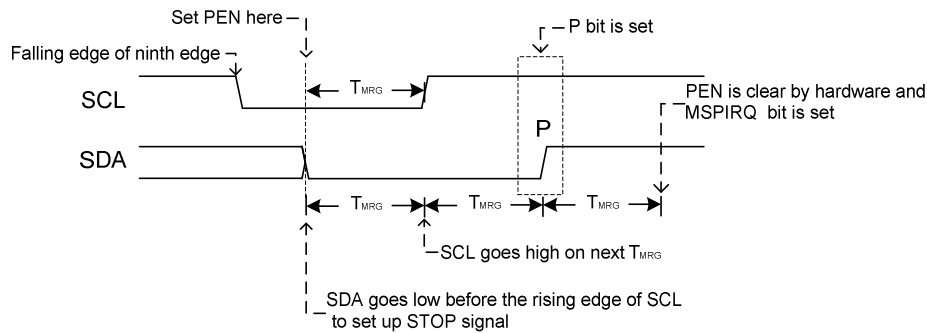 Set PEN here
P bit is set
Falling edge of ninth edge
SCL
TMRG
PEN is clear by hardware and
MSPIRQ bit is set
P
SDA
TMRG
TMRG
TMRG
SCL goes high on next TMRG
SDA goes low before the rising edge of SCL
to set up STOP signal